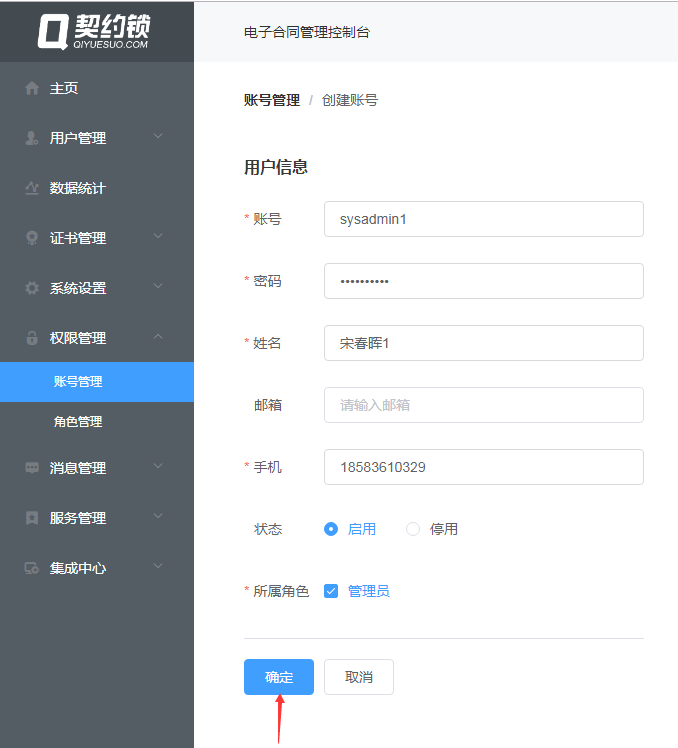 契约锁
QIYUESUO.COM
电子合同管理控制台
主页
用户管理
数据统计
证书管理
系统设置
权限管理
账号管理
角色管理
消息管理
服务管理
集成中心
账号管理 / 创建账号
用户信息
* 账号 sysadmin1
* 密码 ••••••••••
* 姓名 宋春晖1
邮箱 请输入邮箱
* 手机 18583610329
状态 启用 停用
* 所属角色 管理员
确定 取消